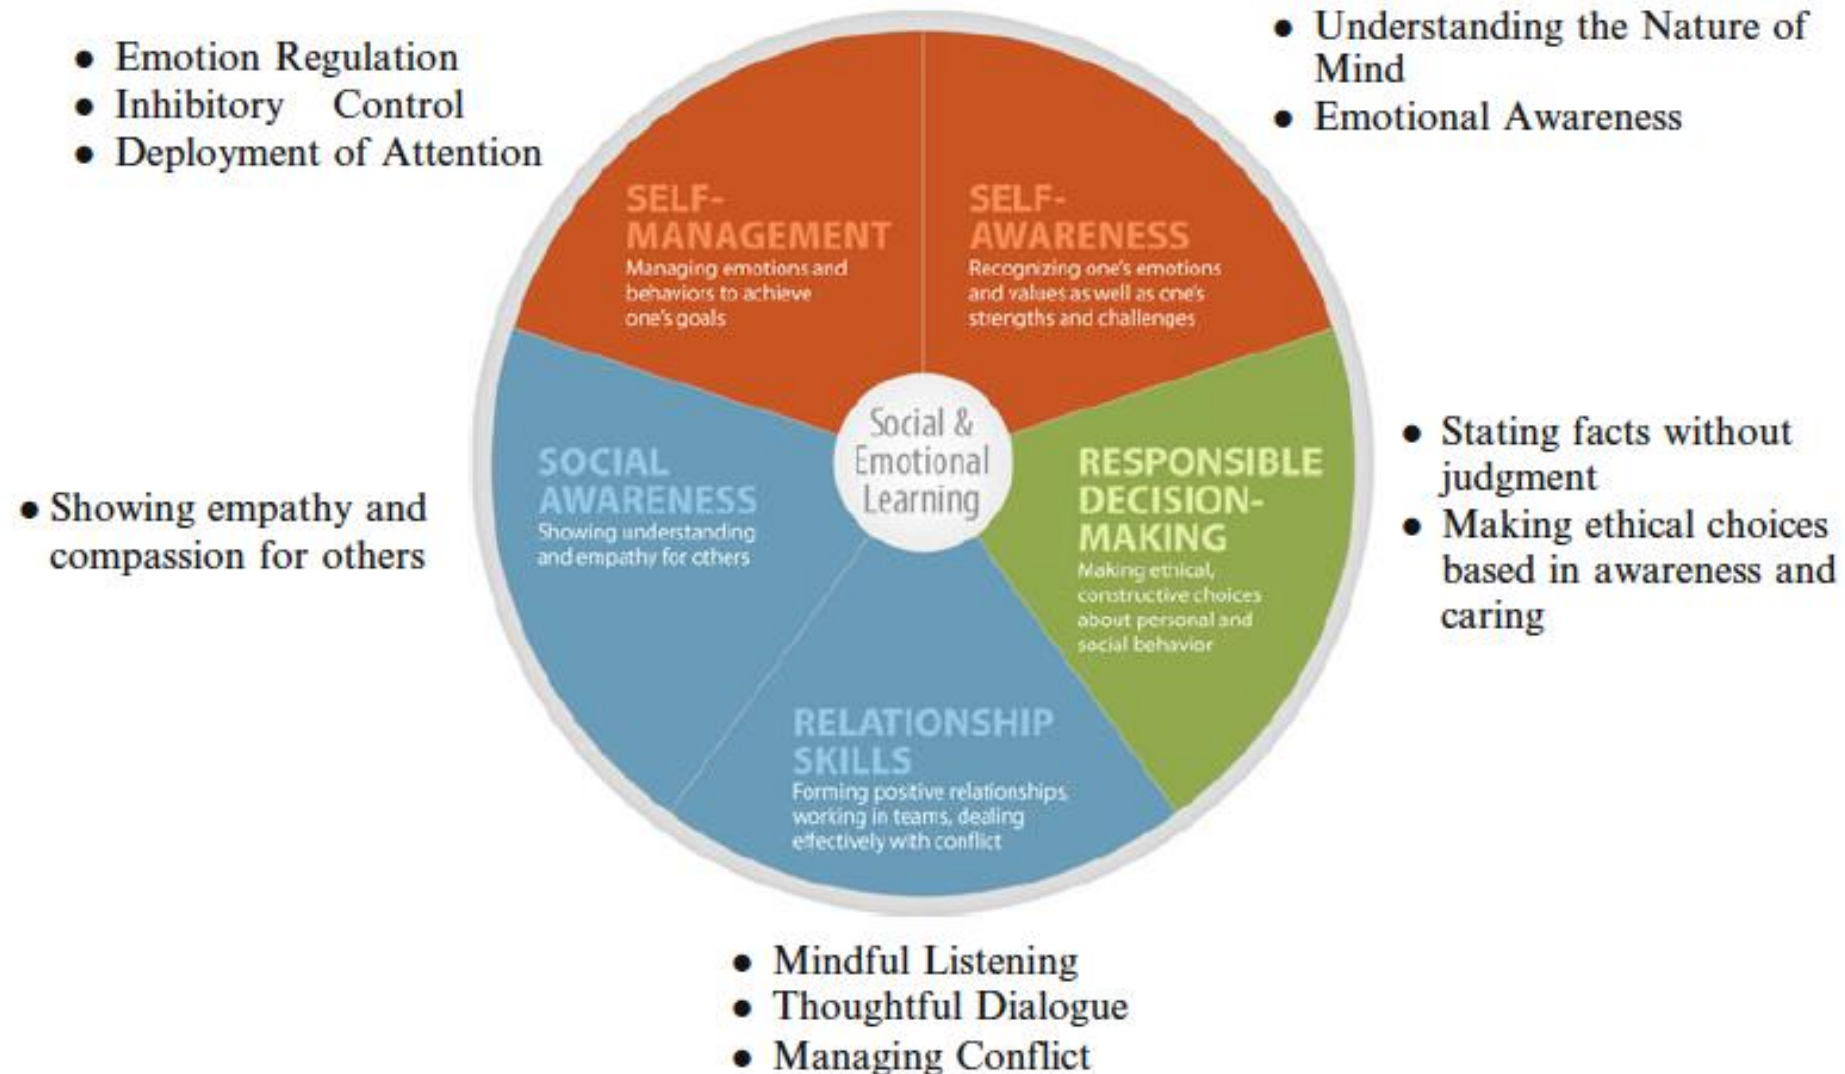 • Emotion Regulation
• Inhibitory Control
• Deployment of Attention
• Understanding the Nature of
Mind
• Emotional Awareness
SELF-
MANAGEMENT
Managing emotions and
behaviors to achieve
one's goals
SELF-
AWARENESS
Recognizing one's emotions
and values as well as one's
strengths and challenges
Social &
Emotional
Learning
SOCIAL
AWARENESS
Showing understanding
and empathy for others
RESPONSIBLE
DECISION-
MAKING
Making ethical,
constructive choices
about personal and
social behavior
RELATIONSHIP
SKILLS
Forming positive relationships,
working in teams, dealing
effectively with conflict
• Showing empathy and
compassion for others
• Stating facts without
judgment
• Making ethical choices
based in awareness and
caring
• Mindful Listening
• Thoughtful Dialogue
• Managing Conflict